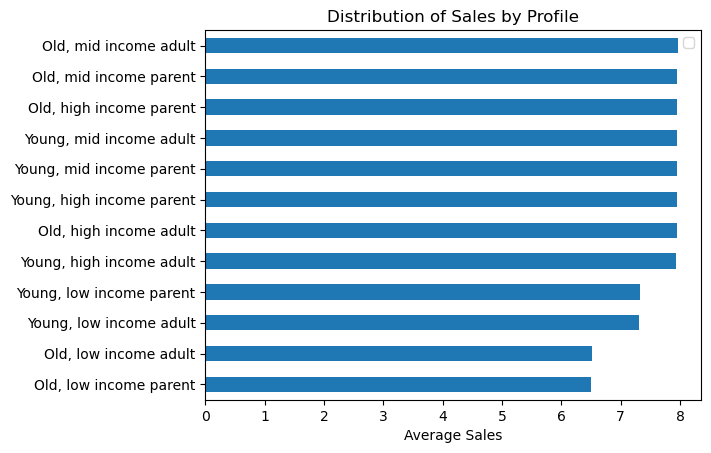 Distribution of Sales by Profile
Old, mid income adult
Old, mid income parent
Old, high income parent
Young, mid income adult
Young, mid income parent
Young, high income parent
Old, high income adult
Young, high income adult
Young, low income parent
Young, low income adult
Old, low income adult
Old, low income parent
0 1 2 3 4 5 6 7 8
Average Sales